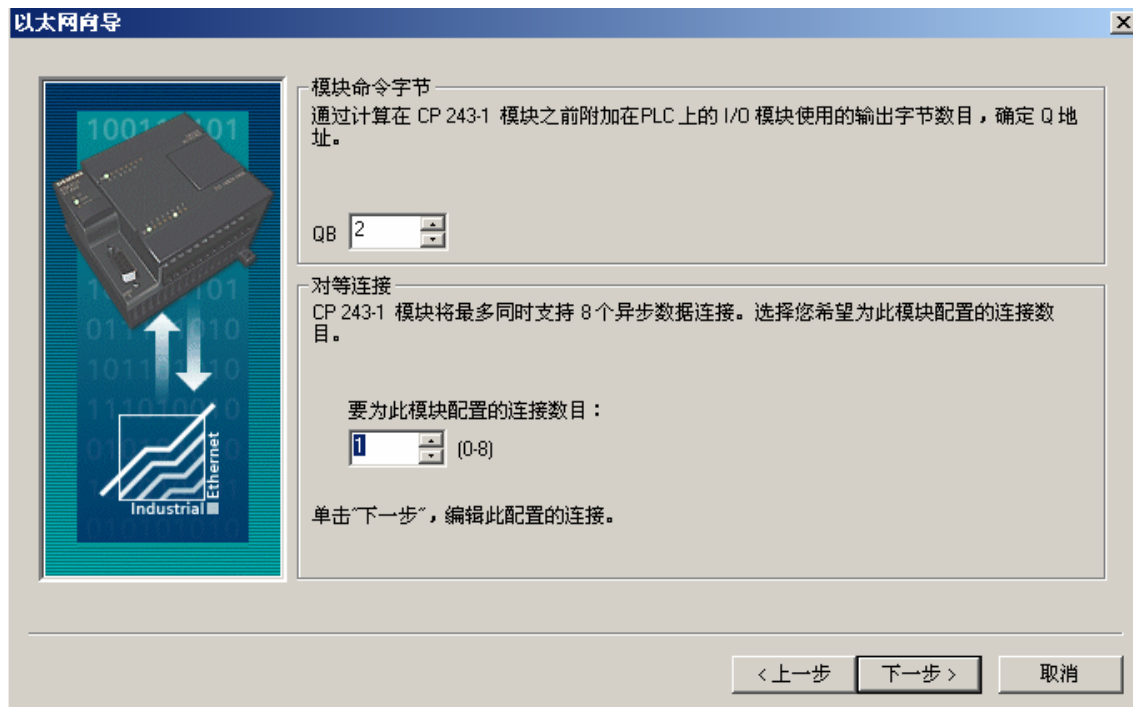 以太网向导
模块命令字节
通过计算在 CP 243-1 模块之前附加在PLC上的 I/O 模块使用的输出字节数目，确定 Q 地
址。
QB 2
对等连接
CP 243-1 模块将最多同时支持 8个异步数据连接。选择您希望为此模块配置的连接数
目。
要为此模块配置的连接数目：
1 (0-8)
单击“下一步”，编辑此配置的连接。
Industrial
Ethernet
<上一步 下一步> 取消